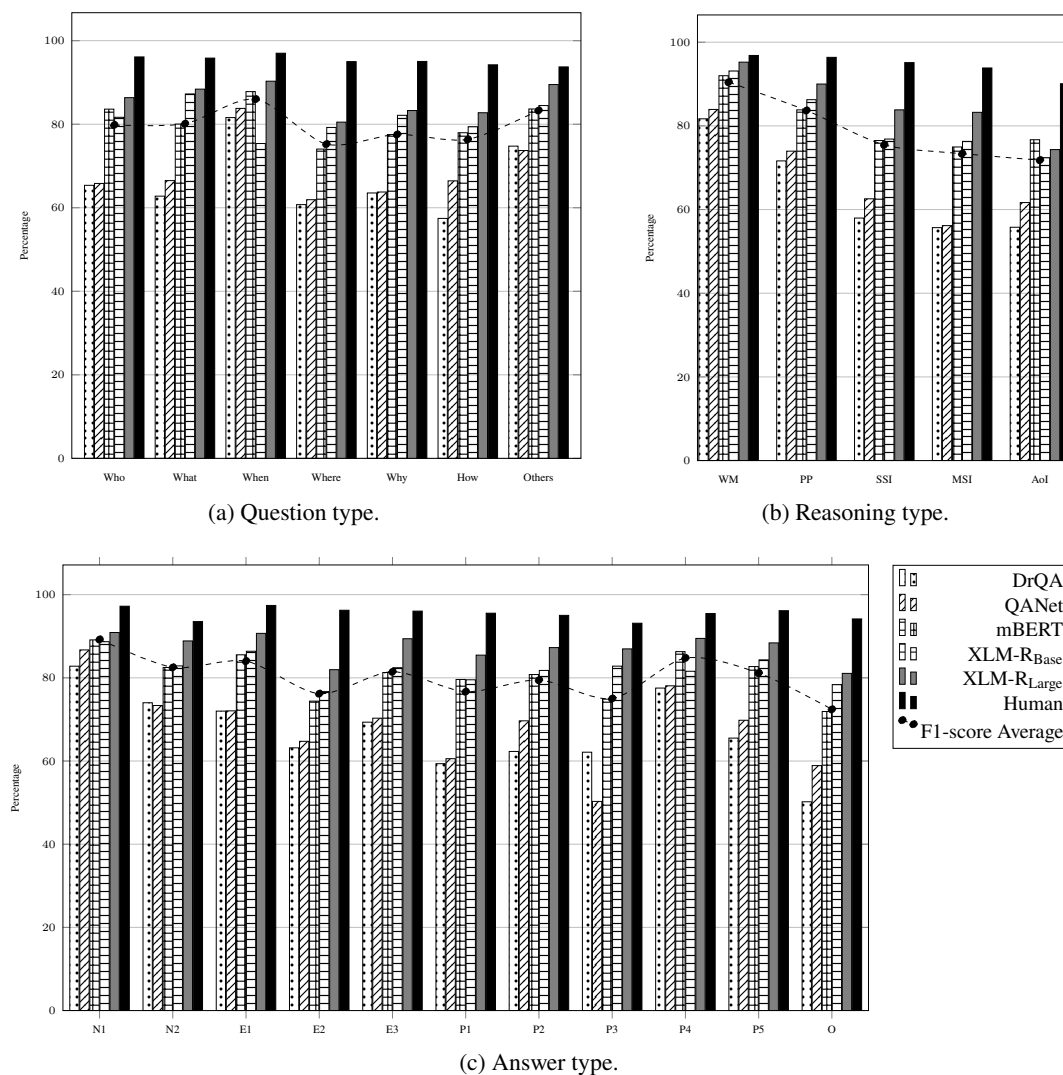 100
80
60
40
20
0
Percentage
Who What When Where Why How Others
(a) Question type.
100
80
60
40
20
0
Percentage
WM PP SSI MSI AoI
(b) Reasoning type.
100
80
60
40
20
0
Percentage
N1 N2 E1 E2 E3 P1 P2 P3 P4 P5 O
(c) Answer type.
DrQA
QANet
mBERT
XLM-RBase
XLM-RLarge
Human
F1-score Average